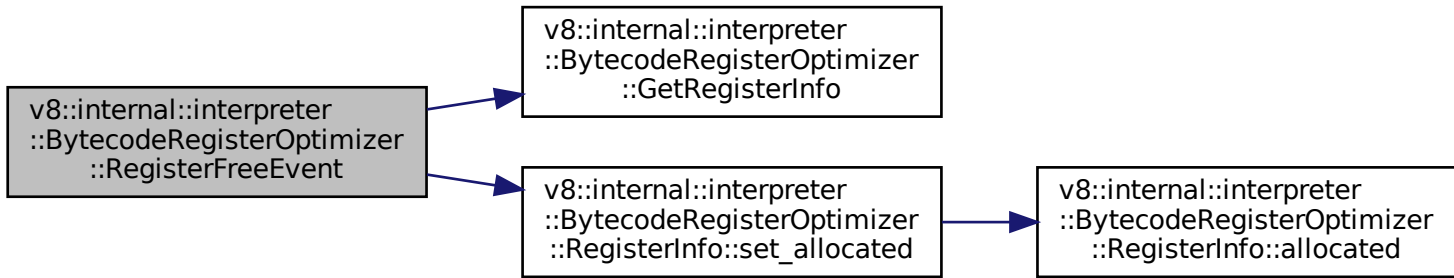 v8::internal::interpreter
::BytecodeRegisterOptimizer
::RegisterFreeEvent
v8::internal::interpreter
::BytecodeRegisterOptimizer
::GetRegisterInfo
v8::internal::interpreter
::BytecodeRegisterOptimizer
::RegisterInfo::set_allocated
v8::internal::interpreter
::BytecodeRegisterOptimizer
::RegisterInfo::allocated